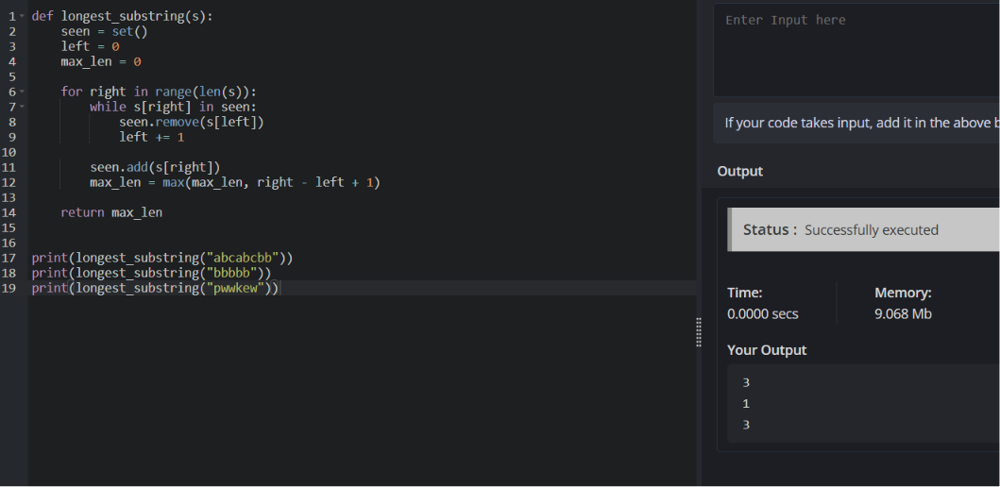 1 def longest_substring(s):
2     seen = set()
3     left = 0
4     max_len = 0
5
6     for right in range(len(s)):
7         while s[right] in seen:
8             seen.remove(s[left])
9             left += 1
10
11         seen.add(s[right])
12         max_len = max(max_len, right - left + 1)
13
14     return max_len
15
16
17 print(longest_substring("abcabcbb"))
18 print(longest_substring("bbbbb"))
19 print(longest_substring("pwwkew"))
Enter Input here
If your code takes input, add it in the above
Output
Status : Successfully executed
Time: Memory:
0.0000 secs 9.068 Mb
Your Output
3
1
3